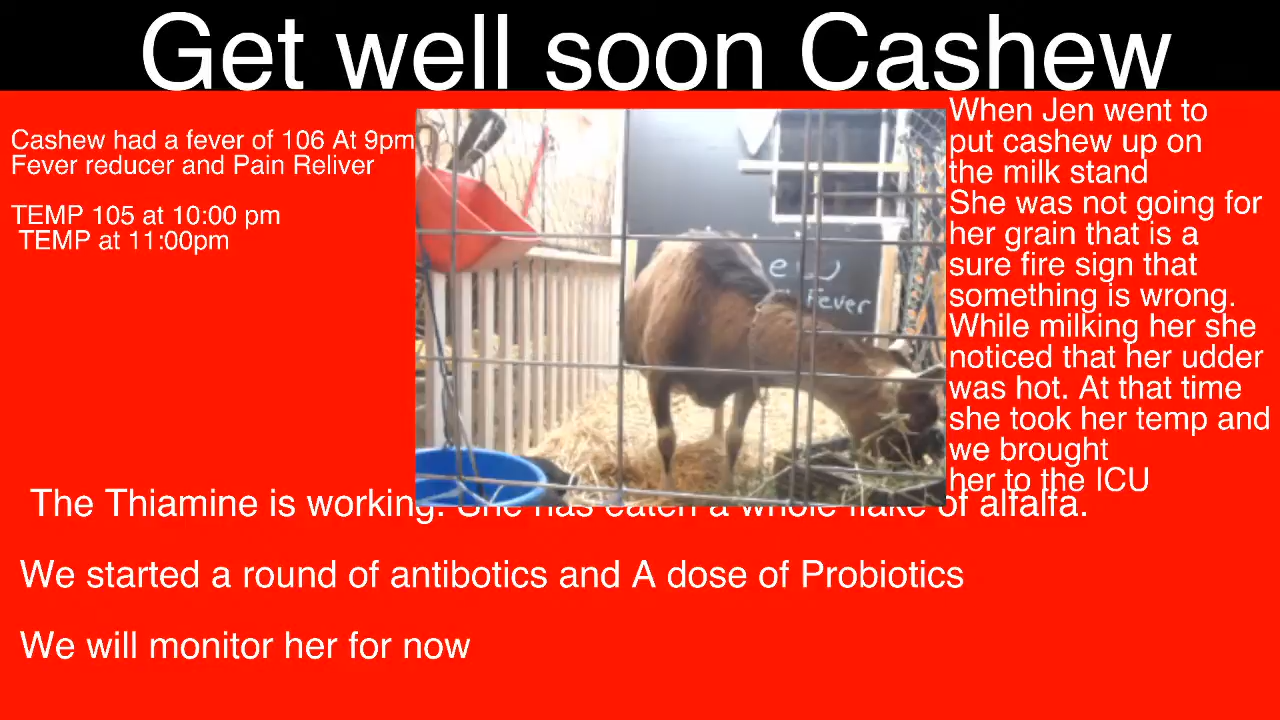 Get well soon Cashew
Cashew had a fever of 106 At 9pm
Fever reducer and Pain Reliver
TEMP 105 at 10:00 pm
TEMP at 11:00pm
ew
Fever
When Jen went to
put cashew up on
the milk stand
She was not going for
her grain that is a
sure fire sign that
something is wrong.
While milking her she
noticed that her udder
was hot. At that time
she took her temp and
we brought
her to the ICU
The Thiamine is working. She has eaten a whole flake of alfalfa.
We started a round of antibotics and A dose of Probiotics
We will monitor her for now